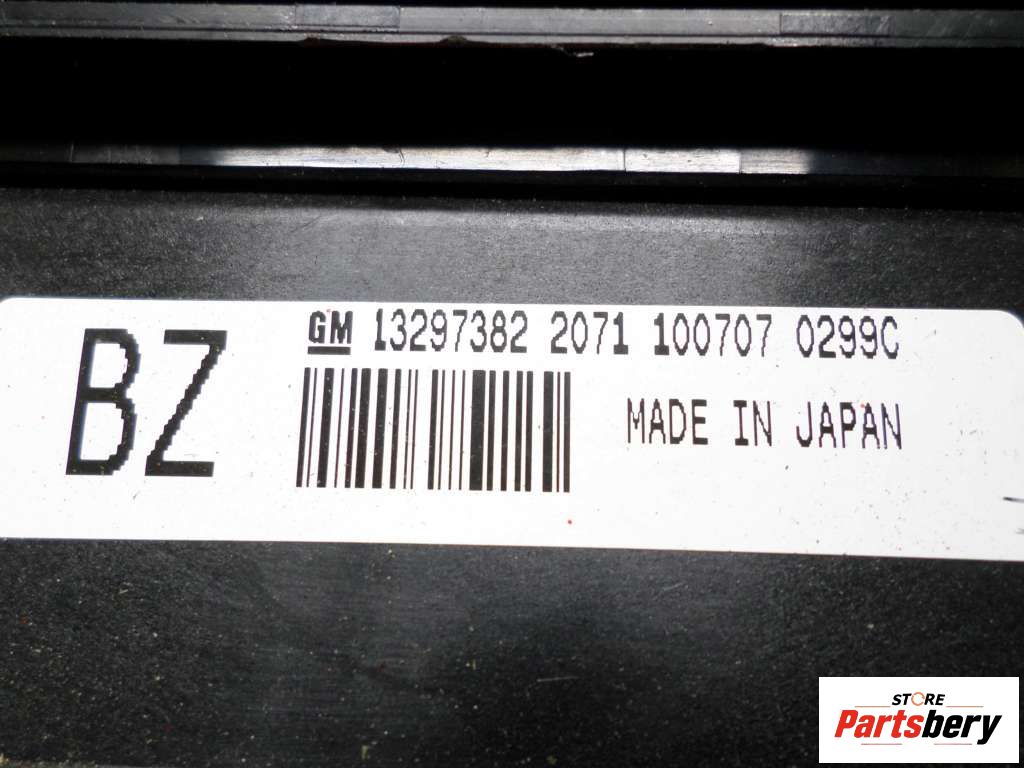 BZ
GM 13297382 2071 100707 0299C
MADE IN JAPAN
STORE
Partsbery